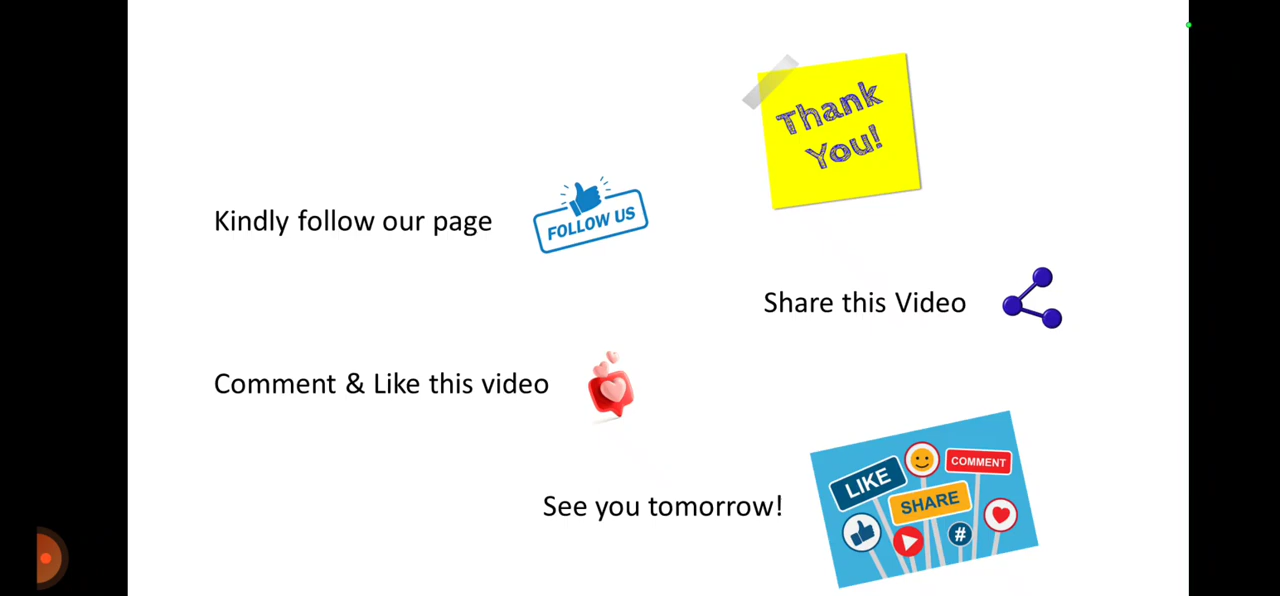 Thank
You!
Kindly follow our page
FOLLOW US
Share this Video
Comment & Like this video
See you tomorrow!
LIKE
COMMENT
SHARE
#